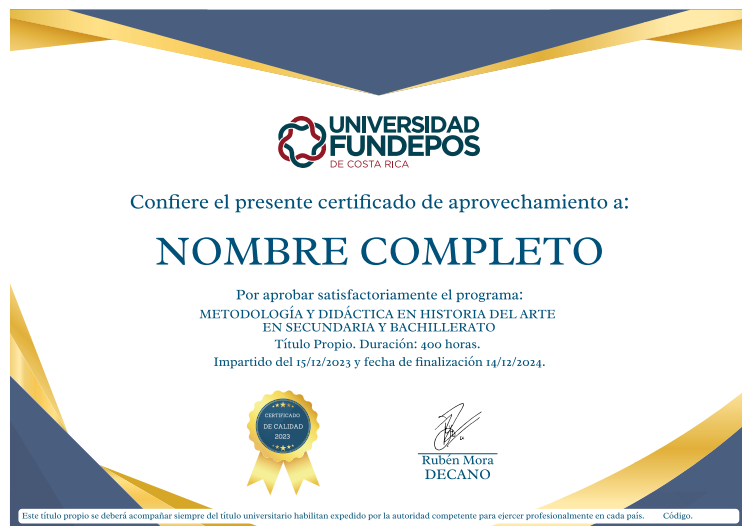 UNIVERSIDAD
FUNDEPOS
DE COSTA RICA
Confiere el presente certificado de aprovechamiento a:
NOMBRE COMPLETO
Por aprobar satisfactoriamente el programa:
METODOLOGÍA Y DIDÁCTICA EN HISTORIA DEL ARTE
EN SECUNDARIA Y BACHILLERATO
Título Propio. Duración: 400 horas.
Impartido del 15/12/2023 y fecha de finalización 14/12/2024.
CERTIFICADO
DE CALIDAD
2023
Rubén Mora
DECANO
Este título propio se deberá acompañar siempre del título universitario habilitan expedido por la autoridad competente para ejercer profesionalmente en cada país. Código.